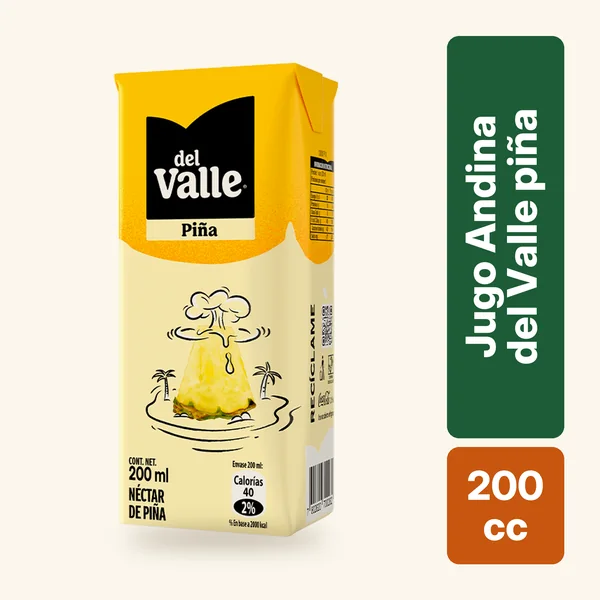 del
Valle®
Piña
CONT. NET.
200 ml
NÉCTAR
DE PIÑA
Envase 200 ml:
Calorías
40
2%
% En base a 2000 kcal
RECÍCLAME
Jugo Andina
del Valle piña
200
cc